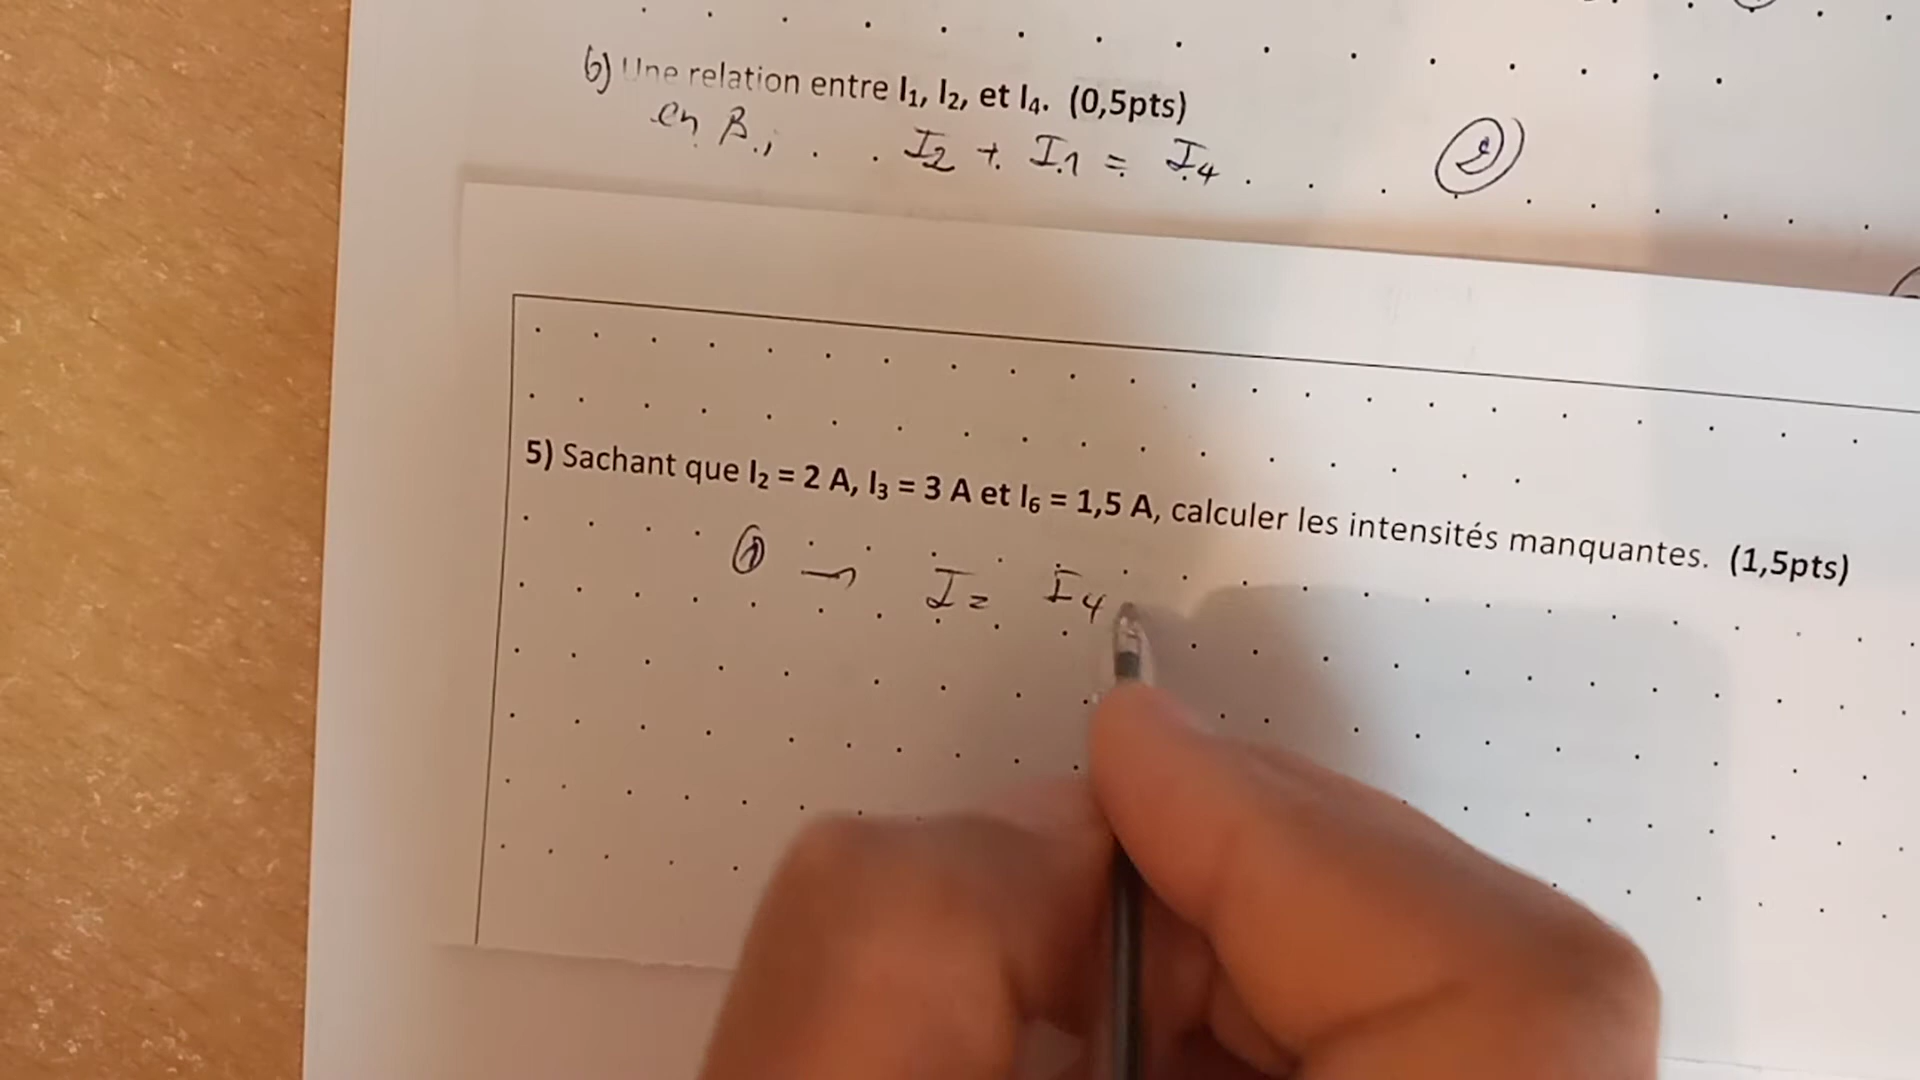 b) Une relation entre I₁, I₂, et I₄. (0,5pts)
en B, I₂ + I₁ = I₄ ②
5) Sachant que I₂ = 2 A, I₃ = 3 A et I₆ = 1,5 A, calculer les intensités manquantes. (1,5pts)
① I = I₄